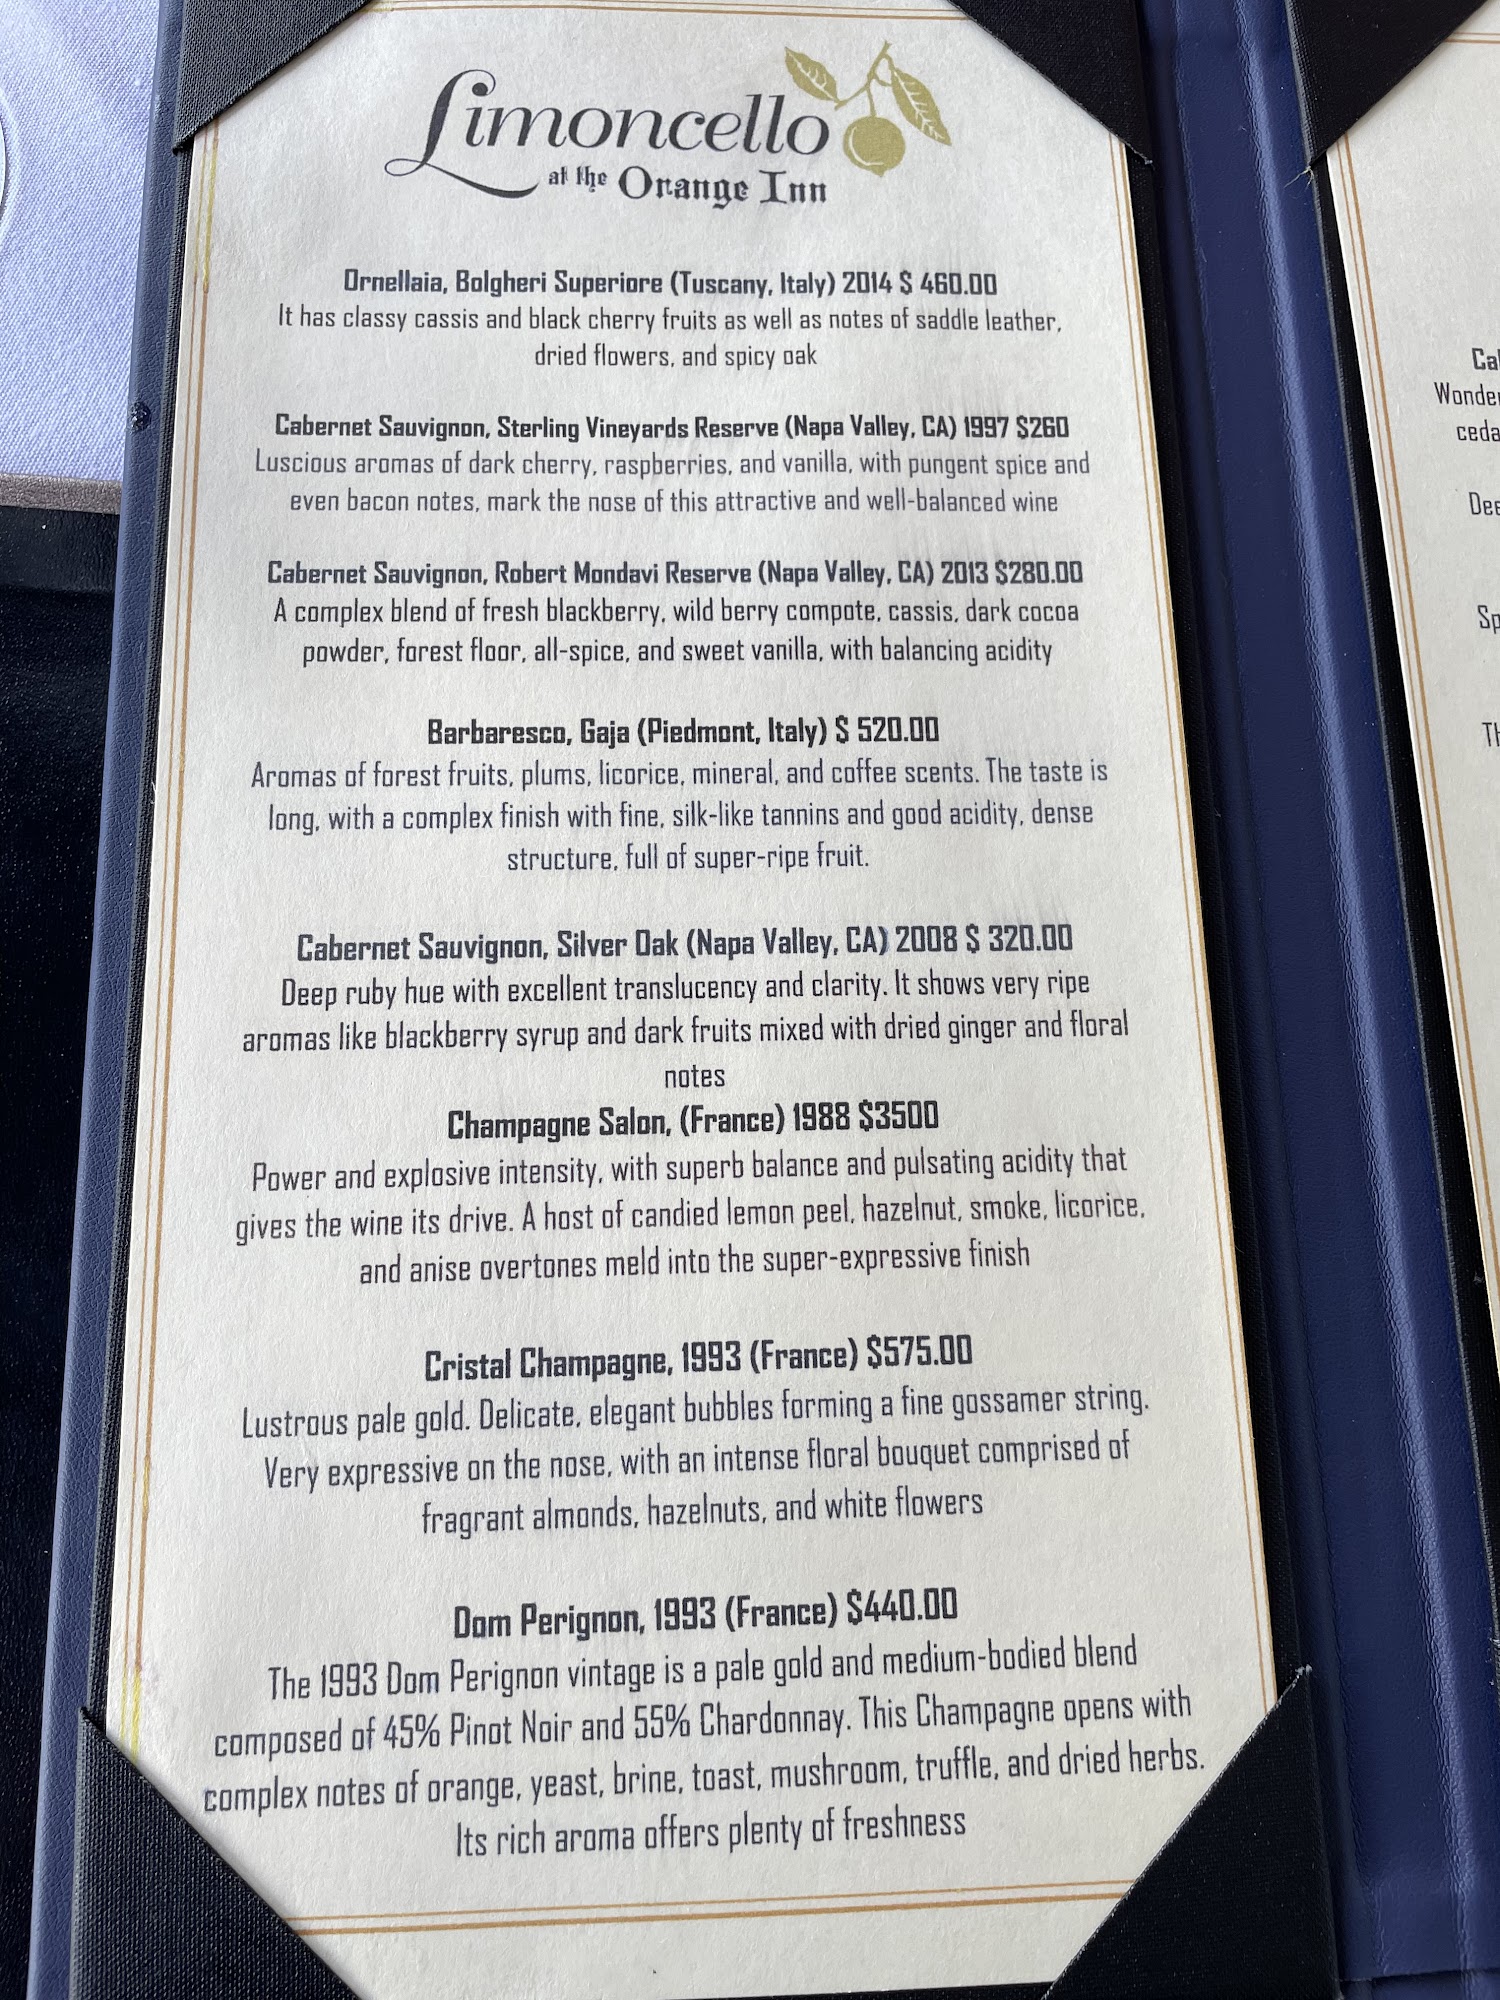 Limoncello
at the Orange Inn
Ornellaia, Bolgheri Superiore (Tuscany, Italy) 2014 $ 460.00
It has classy cassis and black cherry fruits as well as notes of saddle leather,
dried flowers, and spicy oak
Cabernet Sauvignon, Sterling Vineyards Reserve (Napa Valley, CA) 1997 $260
Luscious aromas of dark cherry, raspberries, and vanilla, with pungent spice and
even bacon notes, mark the nose of this attractive and well-balanced wine
Cabernet Sauvignon, Robert Mondavi Reserve (Napa Valley, CA) 2013 $280.00
A complex blend of fresh blackberry, wild berry compote, cassis, dark cocoa
powder, forest floor, all-spice, and sweet vanilla, with balancing acidity
Barbaresco, Gaja (Piedmont, Italy) $ 520.00
Aromas of forest fruits, plums, licorice, mineral, and coffee scents. The taste is
long, with a complex finish with fine, silk-like tannins and good acidity, dense
structure, full of super-ripe fruit.
Cabernet Sauvignon, Silver Oak (Napa Valley, CA) 2008 $ 320.00
Deep ruby hue with excellent translucency and clarity. It shows very ripe
aromas like blackberry syrup and dark fruits mixed with dried ginger and floral
notes
Champagne Salon, (France) 1988 $3500
Power and explosive intensity, with superb balance and pulsating acidity that
gives the wine its drive. A host of candied lemon peel, hazelnut, smoke, licorice,
and anise overtones meld into the super-expressive finish
Cristal Champagne, 1993 (France) $575.00
Lustrous pale gold. Delicate, elegant bubbles forming a fine gossamer string.
Very expressive on the nose, with an intense floral bouquet comprised of
fragrant almonds, hazelnuts, and white flowers
Dom Perignon, 1993 (France) $440.00
The 1993 Dom Perignon vintage is a pale gold and medium-bodied blend
composed of 45% Pinot Noir and 55% Chardonnay. This Champagne opens with
complex notes of orange, yeast, brine, toast, mushroom, truffle, and dried herbs.
Its rich aroma offers plenty of freshness